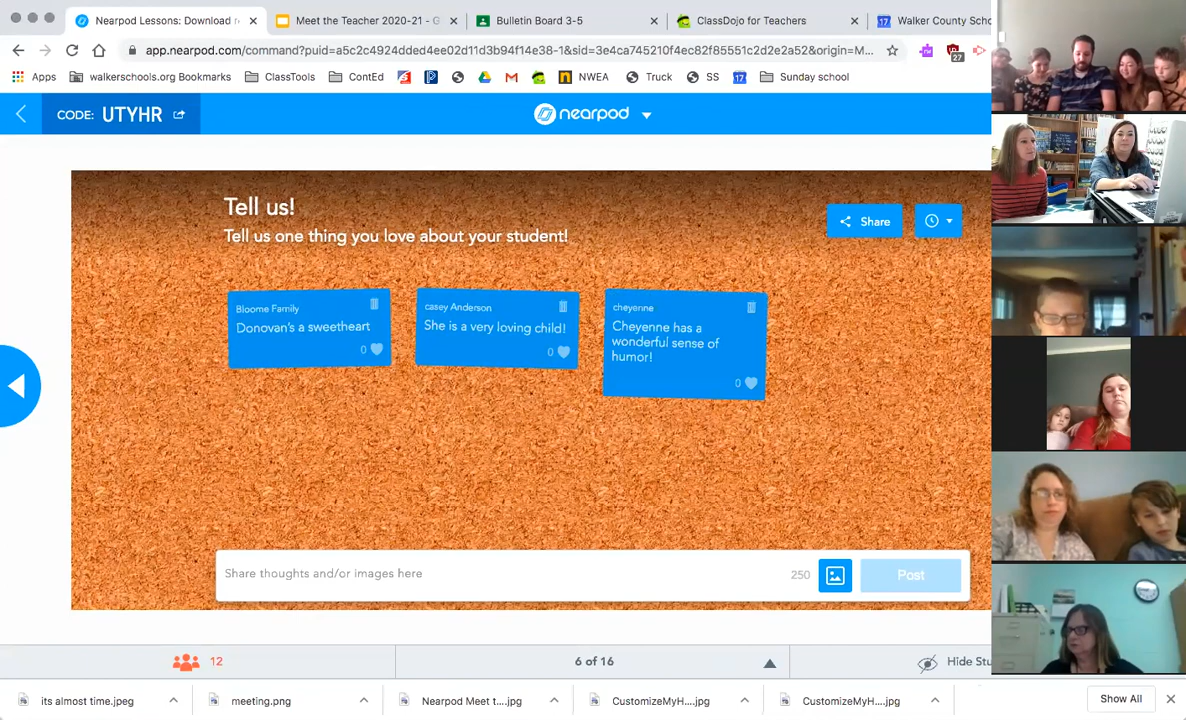 Nearpod Lessons: Download r
Meet the Teacher 2020-21 - G
Bulletin Board 3-5
ClassDojo for Teachers
17 Walker County Scho
app.nearpod.com/command?puid=a5c2c4924dded4ee02d11d3b94f14e38-1&sid=3e4ca745210f4ec82f85551c2d2e2a52&origin=M...
27
Apps
walkerschools.org Bookmarks
ClassTools
ContEd
NWEA
Truck
SS
17
Sunday school
CODE: UTYHR
nearpod
Tell us!
Tell us one thing you love about your student!
Share
Bloome Family
Donovan's a sweetheart
0
casey Anderson
She is a very loving child!
0
cheyenne
Cheyenne has a
wonderful sense of
humor!
0
Share thoughts and/or images here
250
Post
12
6 of 16
Hide Stu
its almost time.jpeg
meeting.png
Nearpod Meet t....jpg
CustomizeMyH....jpg
CustomizeMyH....jpg
Show All